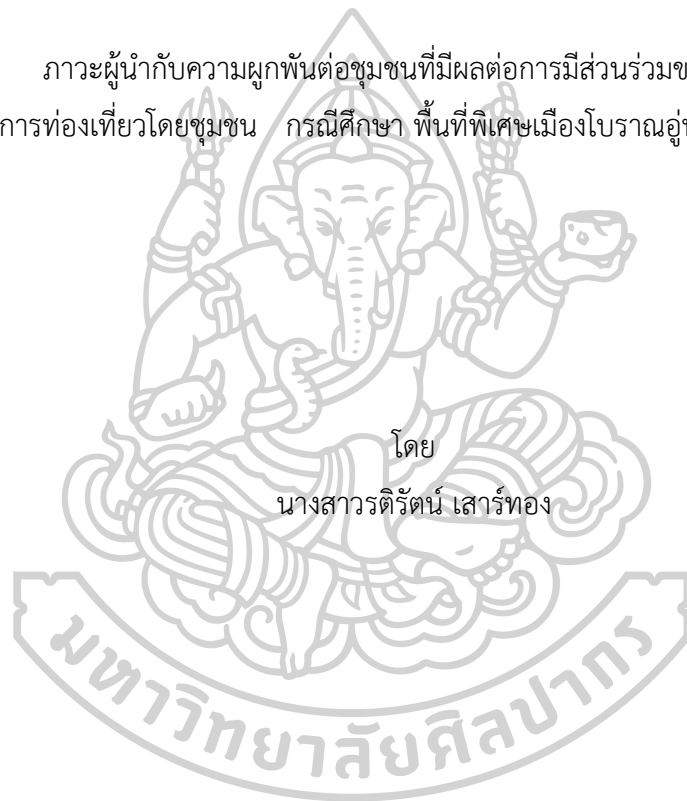 ภาวะผู้นำกับความผูกพันต่อชุมชนที่มีผลต่อการมีส่วนร่วมข
การท่องเที่ยวโดยชุมชน กรณีศึกษา พื้นที่พิเศษเมืองโบราณอู่ท
โดย
นางสาวรติรัตน์ เสาร์ทอง
มหาวิทยาลัยศิลปากร